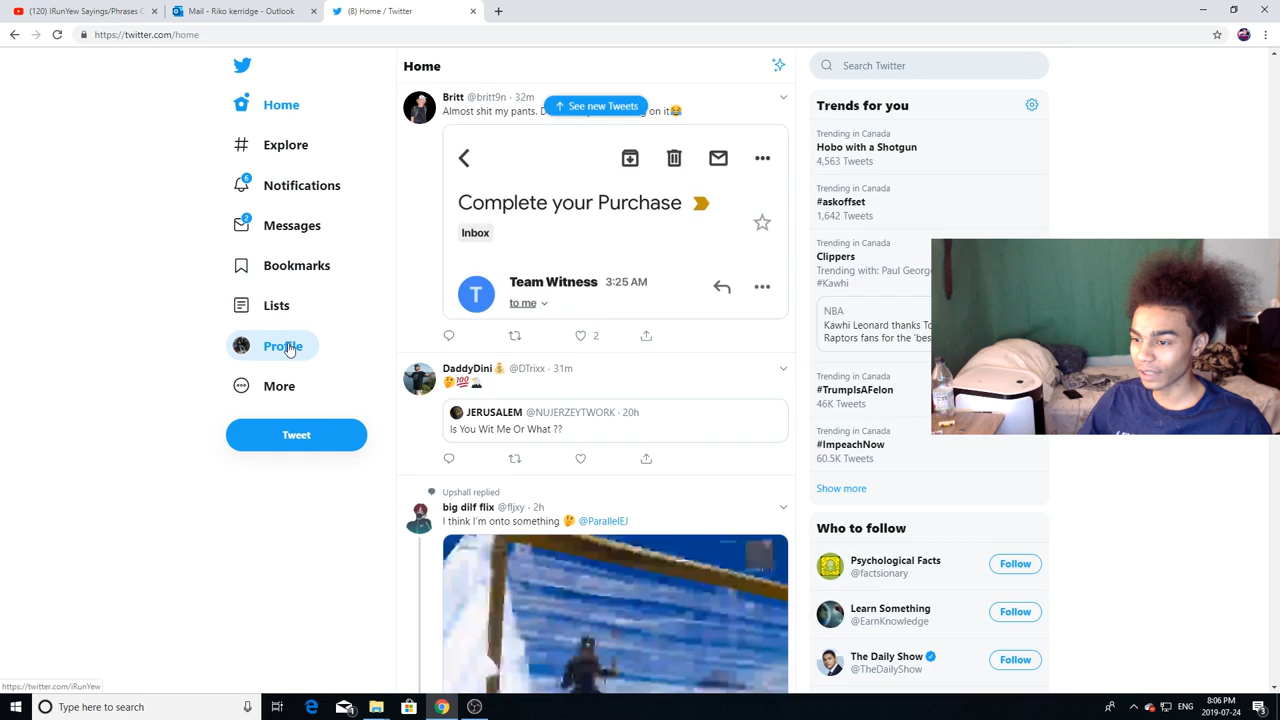 (120) IRunYew Sayings/Phrases C
Mail - Riko kerridge - Outlook
(8) Home / Twitter
https://twitter.com/home
Home
Explore
6
Notifications
2
Messages
Bookmarks
Lists
Profile
More
Tweet
Home
See new Tweets
Britt @britt9n · 32m
Almost shit my pants. D
on it😂
Complete your Purchase
Inbox
T
Team Witness 3:25 AM
to me
2
DaddyDini💰 @DTrixx · 31m
🤔💯
JERUSALEM @NUJERZEYTWORK · 20h
Is You Wit Me Or What ??
Upshall replied
big dilf flix @fljxy · 2h
I think I'm onto something 🤔 @ParallelEJ
Search Twitter
Trends for you
Trending in Canada
Hobo with a Shotgun
4,563 Tweets
Trending in Canada
#askoffset
1,642 Tweets
Trending in Canada
Clippers
Trending with: Paul Georg
#Kawhi
NBA
Kawhi Leonard thanks To
Raptors fans for the 'bes
Trending in Canada
#TrumpIsAFelon
46K Tweets
Trending in Canada
#ImpeachNow
60.5K Tweets
Show more
Who to follow
Psychological Facts
@factsionary
Follow
Learn Something
@EarnKnowledge
Follow
The Daily Show
@TheDailyShow
Follow
https://twitter.com/iRunYew
Type here to search
ENG
8:06 PM
2019-07-24
3